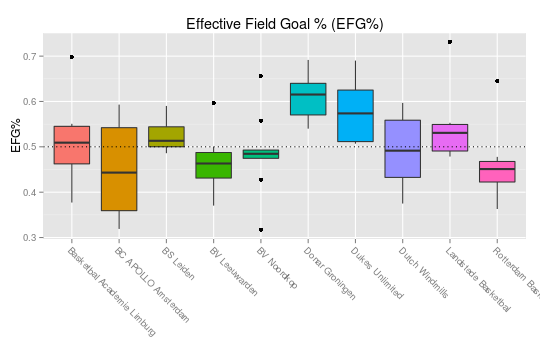 Effective Field Goal % (EFG%)
EFG%
0.7
0.6
0.5
0.4
0.3
Basketbal Academie Limburg
BC APOLLO Amsterdam
BS Leiden
BV Leeuwarden
BV Noordkop
Donar Groningen
Dukes Unlimited
Dutch Windmills
Landstede Basketbal
Rotterdam Bas